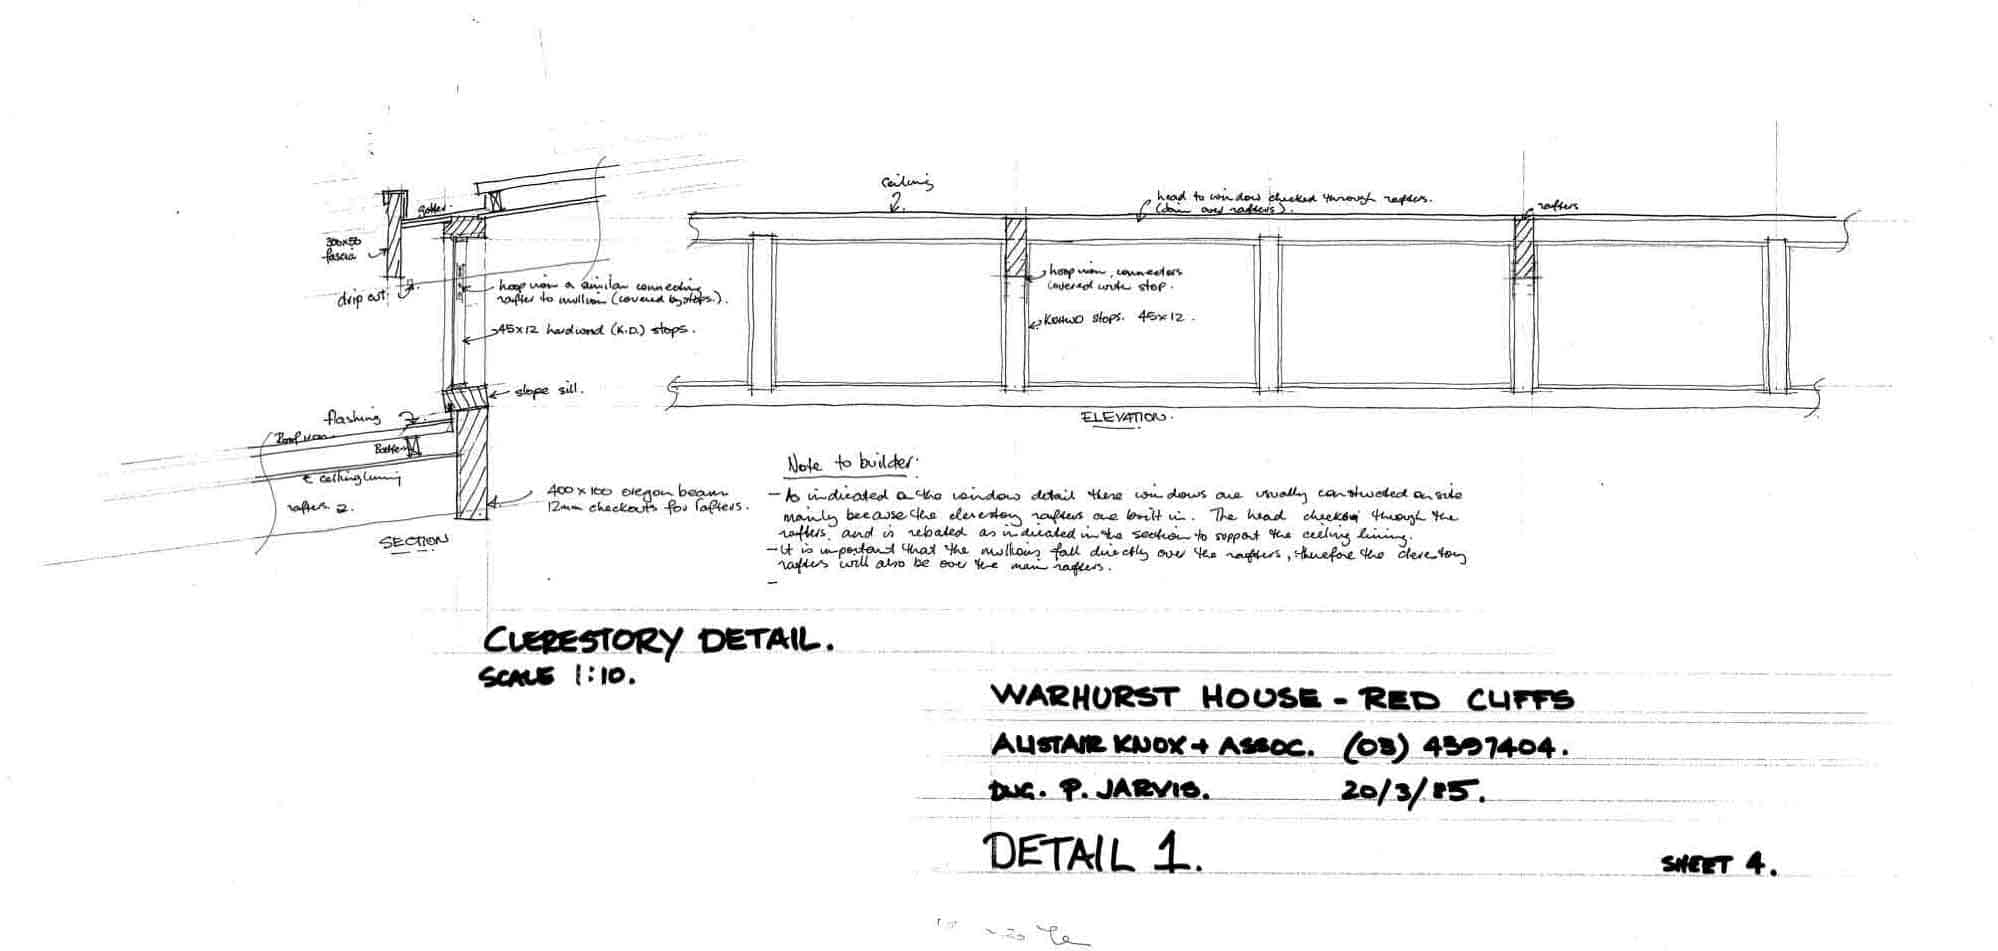 ceiling
head to window checked through rafters.
(join over rafters).
rafters
gutter
300x50
fascia
drip cut
hoop iron or similar connecting
rafter to mullion (covered by stops.).
hoop iron connectors
covered with stop.
45x12 hardwood (K.D.) stops.
KDHWD stops. 45x12.
slope sill.
flashing
Roof iron
Batten
ceiling lining
rafters
400x100 oregon beam
12mm checkouts for rafters.
SECTION
ELEVATION.
Note to builder:
- As indicated on the window detail these windows are usually constructed on site
mainly because the clerestory rafters are built in. The head checks through the
rafters, and is rebated as indicated in the section to support the ceiling lining.
- It is important that the mullions fall directly over the rafters, therefore the clerestory
rafters will also be over the main rafters.
-
CLERESTORY DETAIL.
SCALE 1:10.
WARHURST HOUSE - RED CLIFFS
ALISTAIR KNOX + ASSOC. (03) 4397404.
DWG. P. JARVIS. 20/3/85.
DETAIL 1.
SHEET 4.